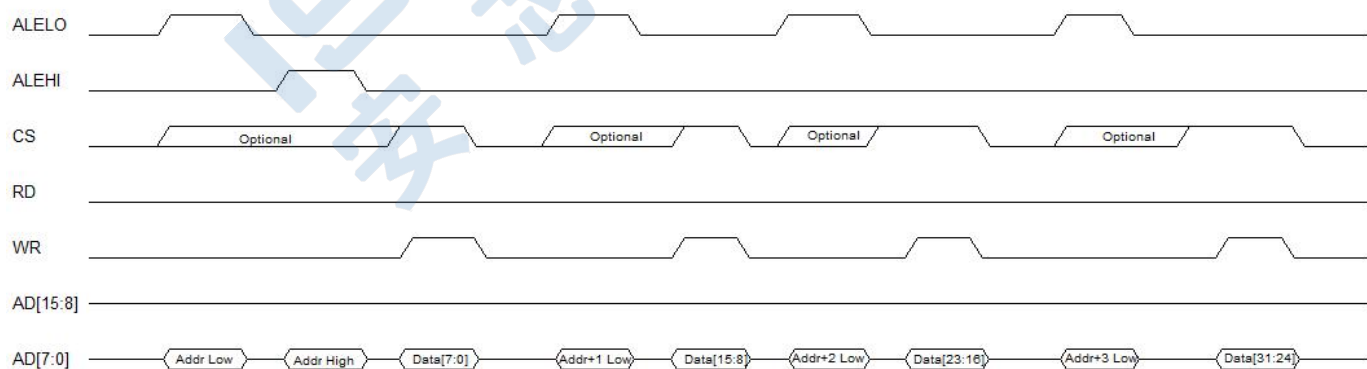 ALELO
ALEHI
CS Optional Optional Optional Optional
RD
WR
AD[15:8]
AD[7:0] Addr Low Addr High Data[7:0] Addr+1 Low Data[15:8] Addr+2 Low Data[23:16] Addr+3 Low Data[31:24]